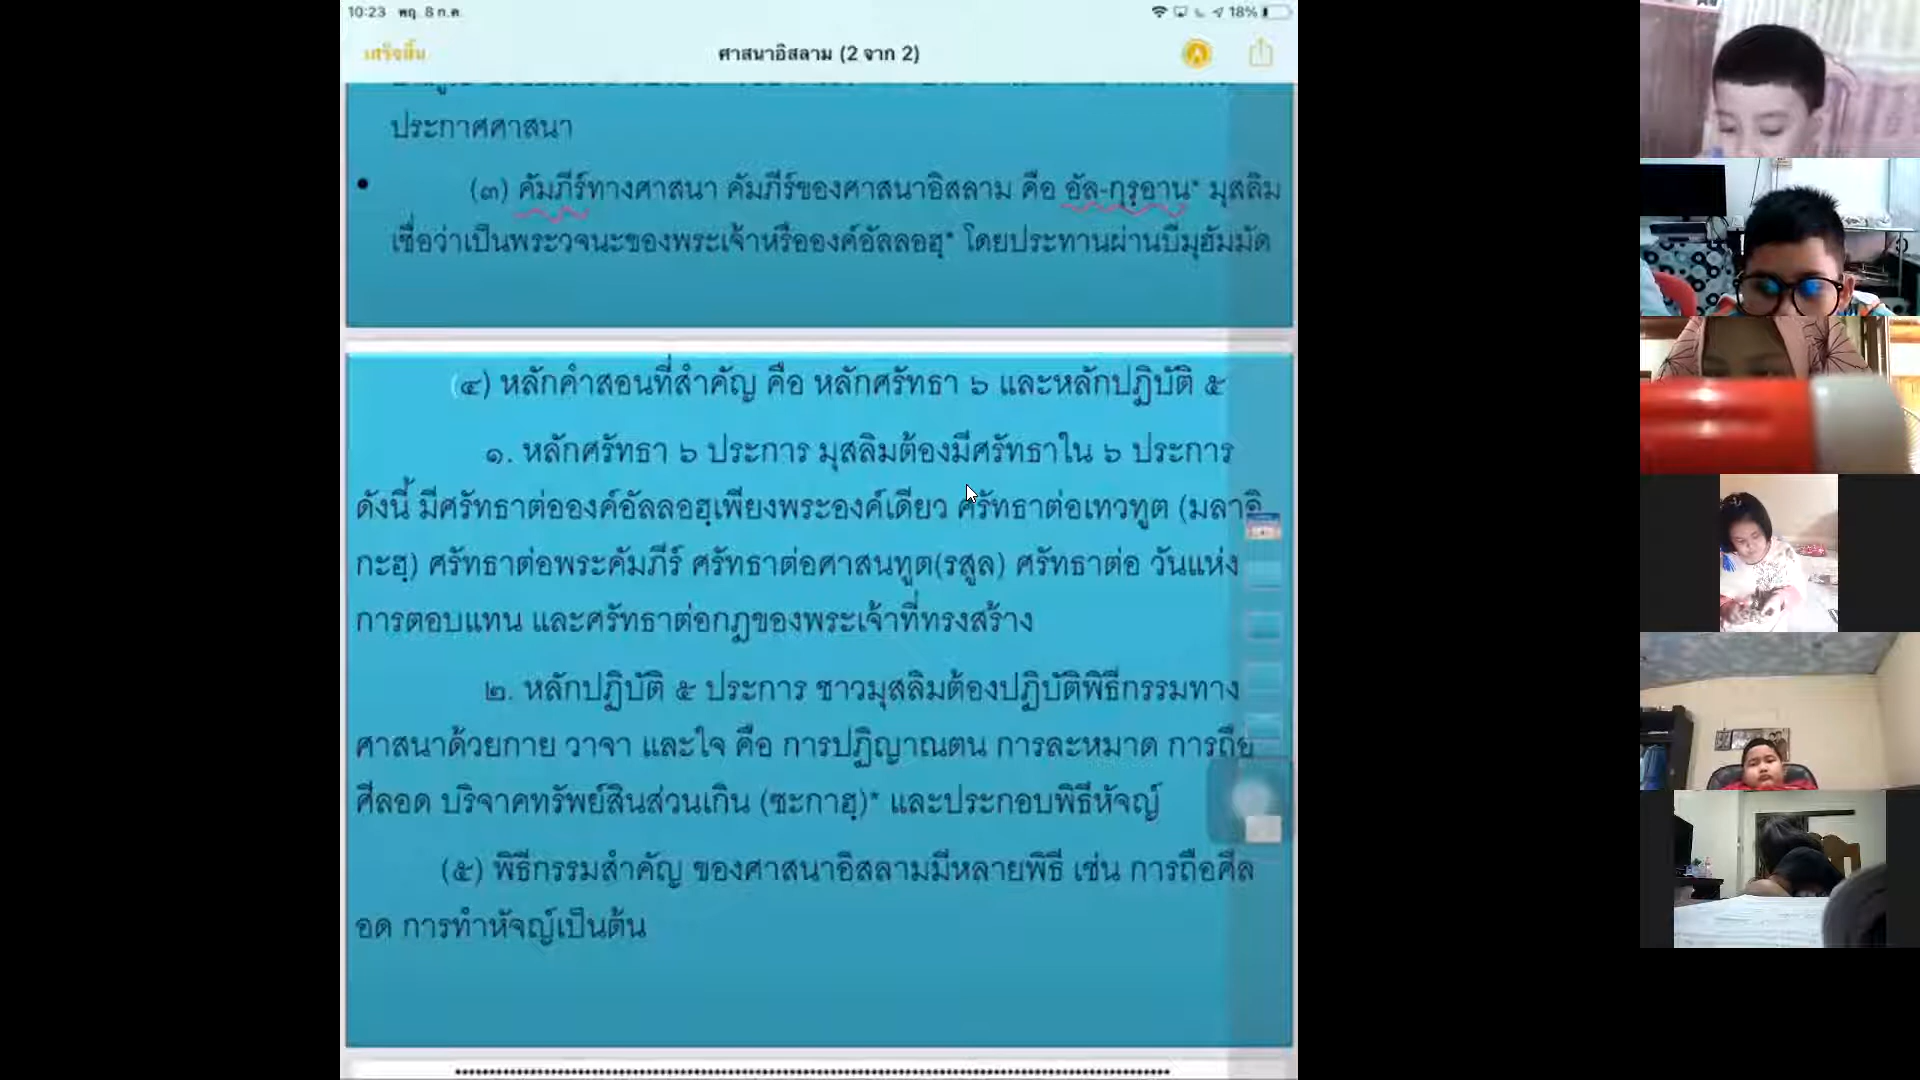 10:23 พฤ. 8 ก.ค.
18%
เสร็จสิ้น
ศาสนาอิสลาม (2 จาก 2)
ประกาศศาสนา
• (๓) คัมภีร์ทางศาสนา คัมภีร์ของศาสนาอิสลาม คือ อัล-กุรอาน* มุสลิม
เชื่อว่าเป็นพระวจนะของพระเจ้าหรือองค์อัลลอฮฺ* โดยประทานผ่านบีมุฮัมมัด
(๔) หลักคำสอนที่สำคัญ คือ หลักศรัทธา ๖ และหลักปฏิบัติ ๕
๑. หลักศรัทธา ๖ ประการ มุสลิมต้องมีศรัทธาใน ๖ ประการ
ดังนี้ มีศรัทธาต่อองค์อัลลอฮฺเพียงพระองค์เดียว ศรัทธาต่อเทวทูต (มลาอิ
กะฮฺ) ศรัทธาต่อพระคัมภีร์ ศรัทธาต่อศาสนทูต(รสูล) ศรัทธาต่อ วันแห่ง
การตอบแทน และศรัทธาต่อกฎของพระเจ้าที่ทรงสร้าง
๒. หลักปฏิบัติ ๕ ประการ ชาวมุสลิมต้องปฏิบัติพิธีกรรมทาง
ศาสนาด้วยกาย วาจา และใจ คือ การปฏิญาณตน การละหมาด การถือ
ศีลอด บริจาคทรัพย์สินส่วนเกิน (ซะกาฮฺ)* และประกอบพิธีหัจญ์
(๕) พิธีกรรมสำคัญ ของศาสนาอิสลามมีหลายพิธี เช่น การถือศีล
อด การทำหัจญ์เป็นต้น